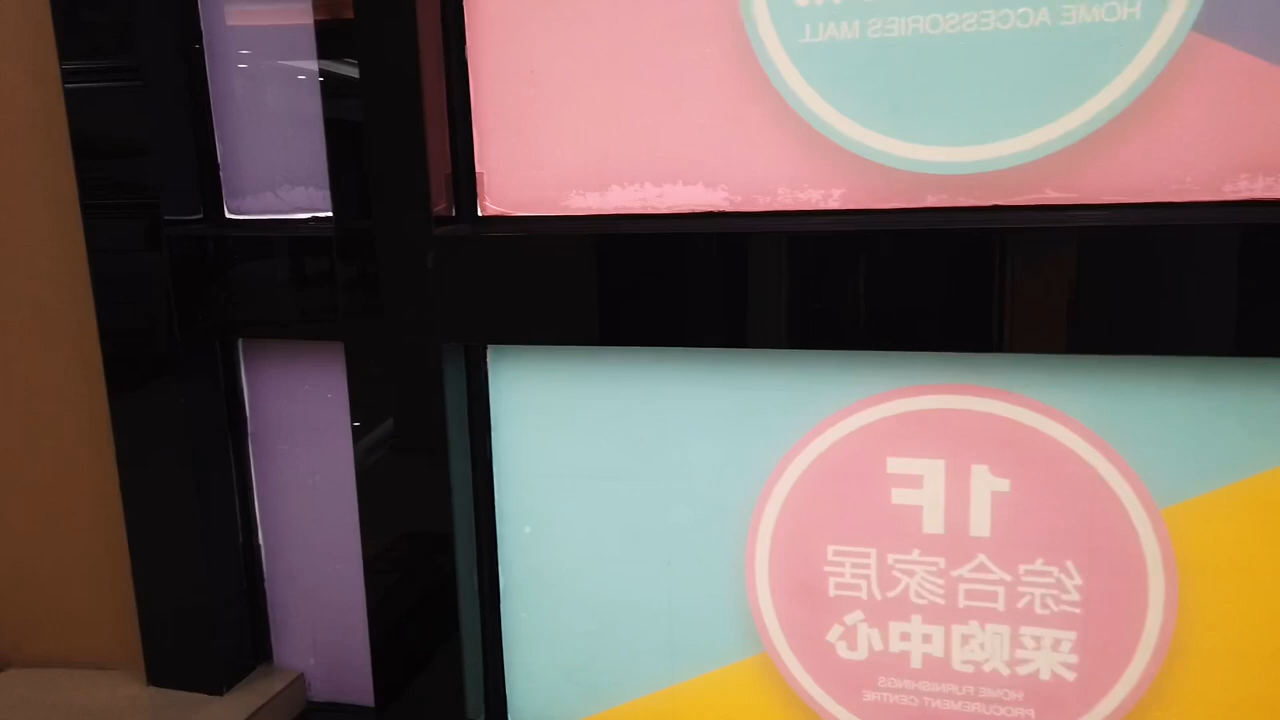 HOME ACCESSORIES MALL
1F
综合家居
采购中心
HOME FURNISHINGS
PROCUREMENT CENTRE